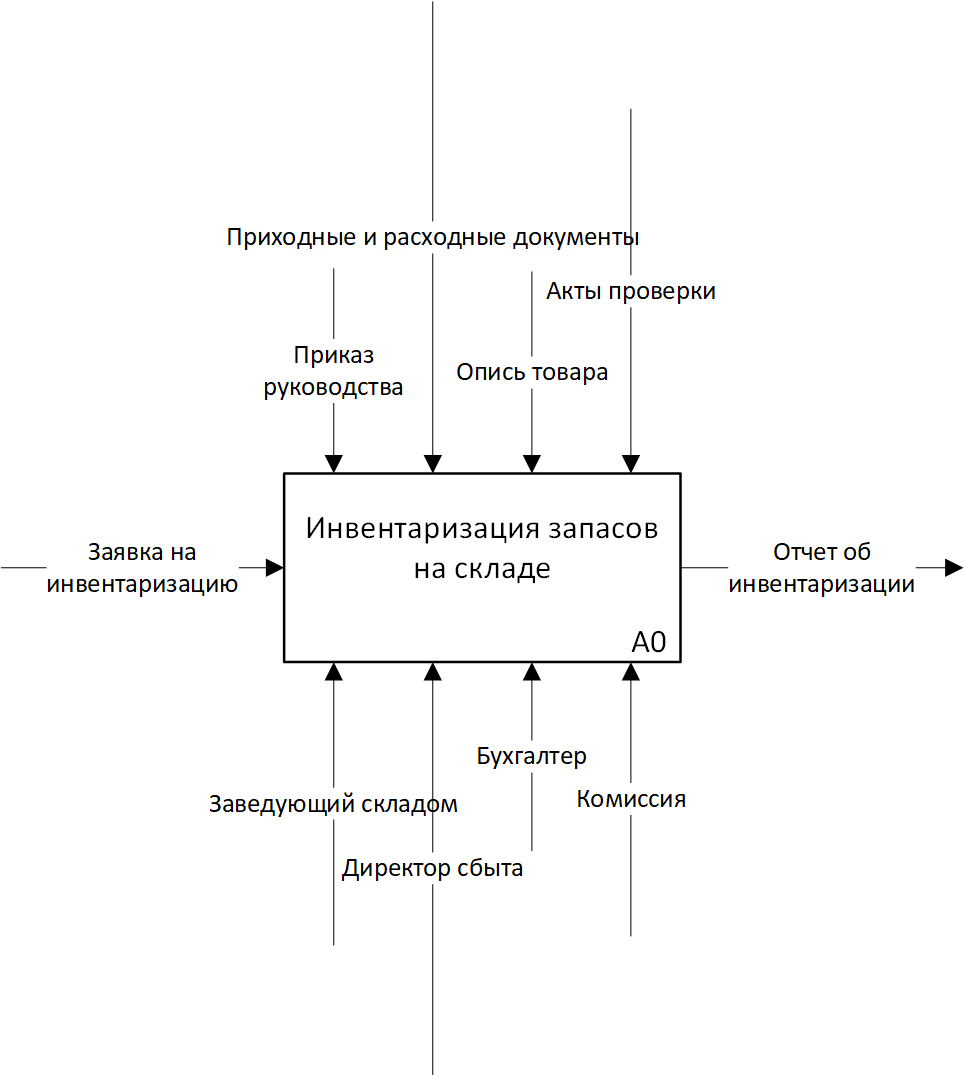 Приходные и расходные документы
Акты проверки
Приказ
руководства
Опись товара
Инвентаризация запасов
на складе
A0
Заявка на
инвентаризацию
Отчет об
инвентаризации
Бухгалтер
Заведующий складом
Комиссия
Директор сбыта